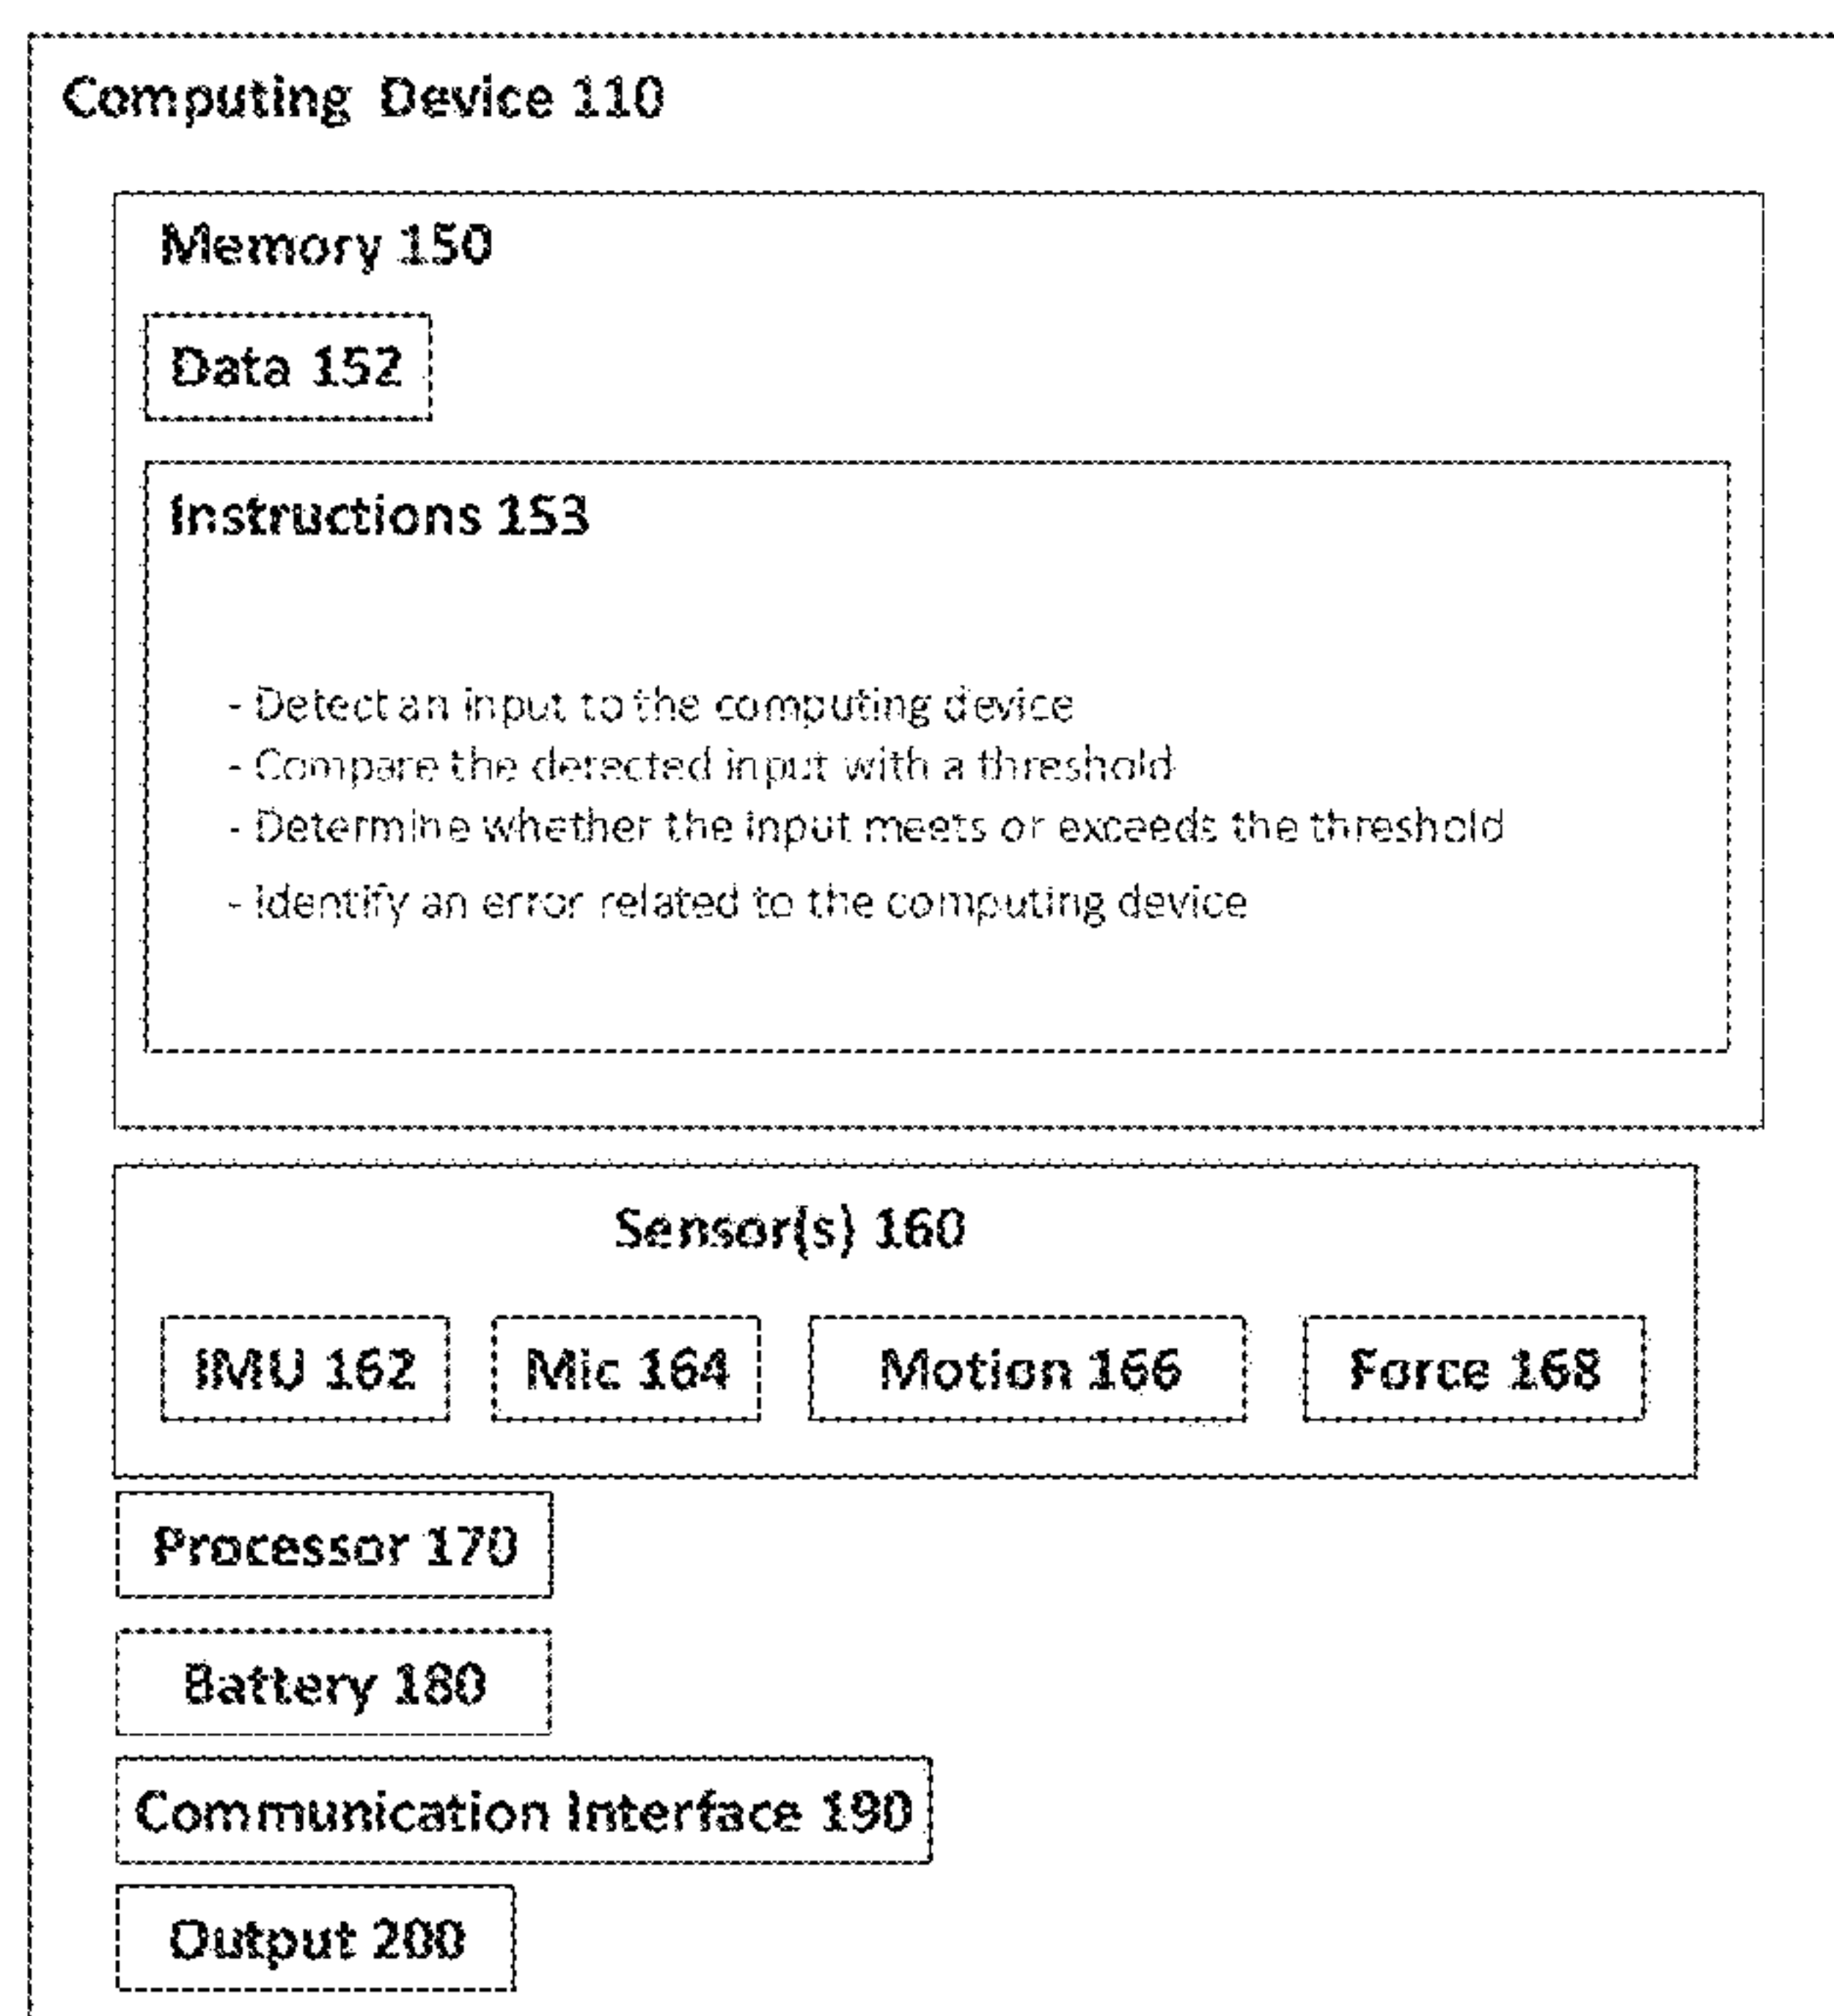 Computing Device 110
Memory 150
Data 152
Instructions 153
- Detect an input to the computing device
- Compare the detected input with a threshold
- Determine whether the input meets or exceeds the threshold
- Identify an error related to the computing device
Sensor(s) 160
IMU 162
Mic 164
Motion 166
Force 168
Processor 170
Battery 180
Communication Interface 190
Output 200